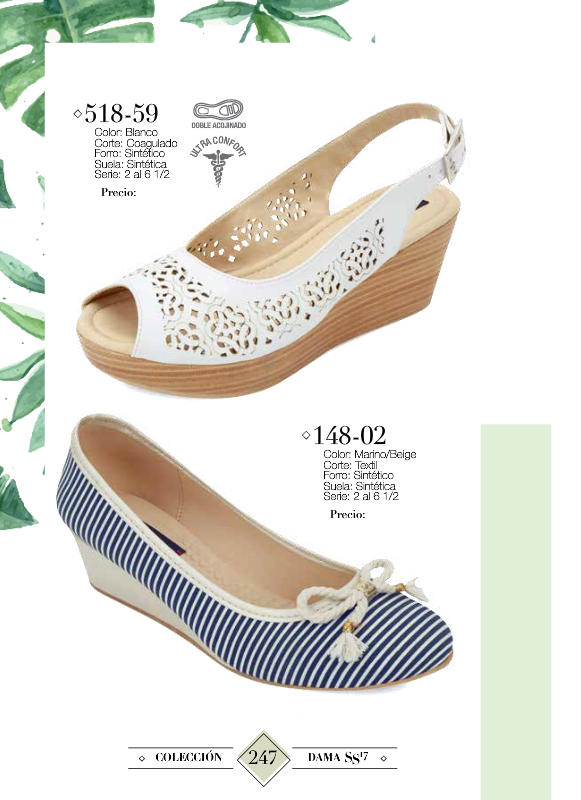 518-59
Color: Blanco
Corte: Coagulado
Forro: Sintético
Suela: Sintética
Serie: 2 al 6 1/2
Precio:
DOBLE ACOJINADO
ULTRA CONFORT
148-02
Color: Marino/Beige
Corte: Textil
Forro: Sintético
Suela: Sintética
Serie: 2 al 6 1/2
Precio:
COLECCIÓN 247 DAMA SS17